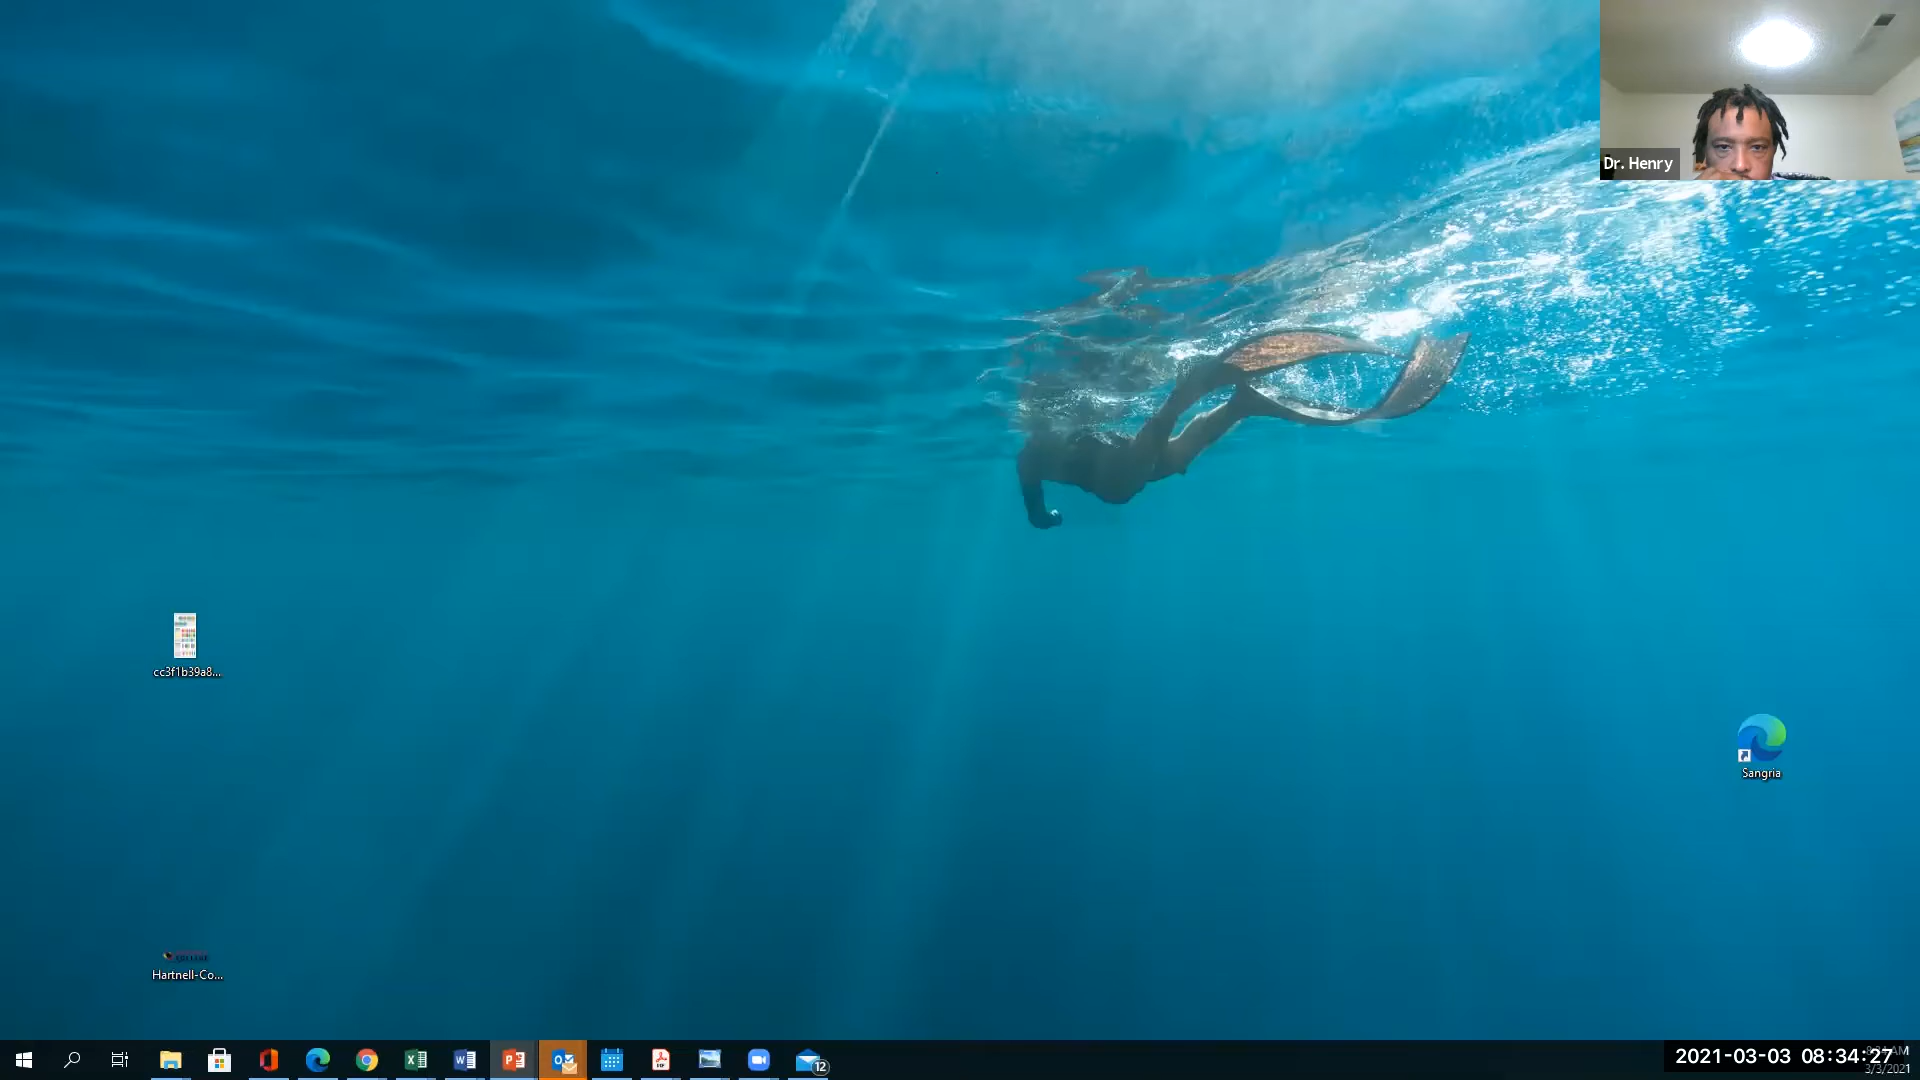 Dr. Henry
cc3f1b39a8...
Sangria
Hartnell-Co...
12
2021-03-03 08:34:27
3/3/2021